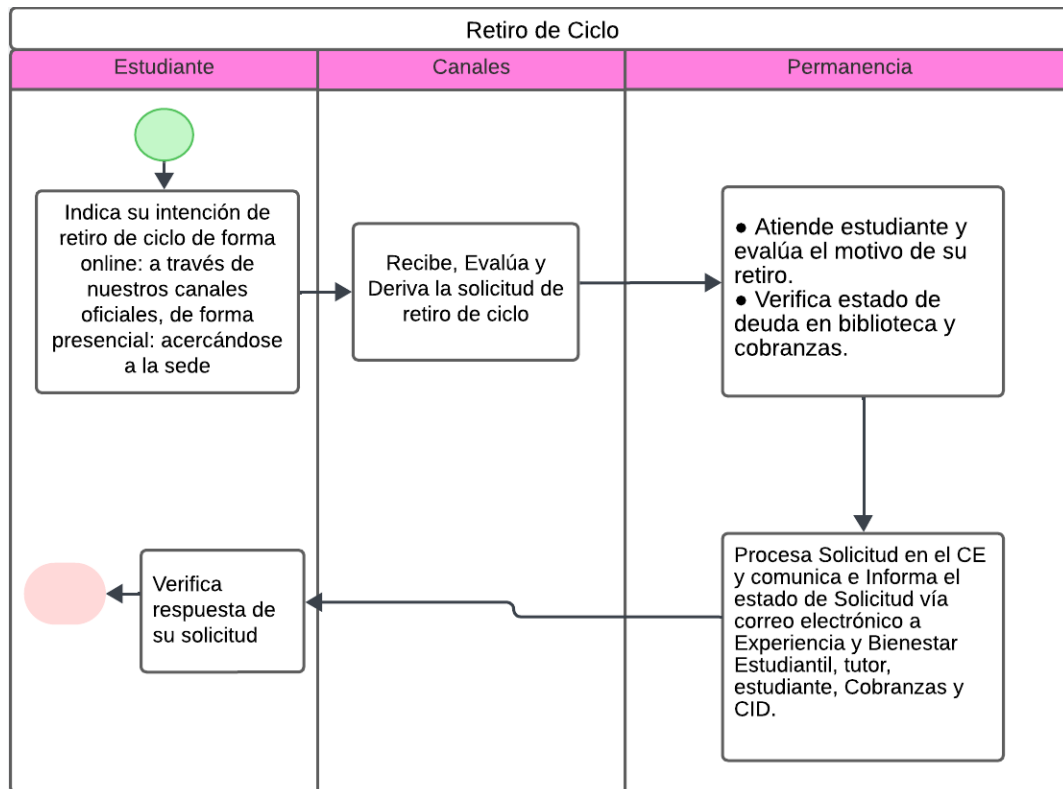 Retiro de Ciclo
Estudiante
Canales
Permanencia
Indica su intención de
retiro de ciclo de forma
online: a través de
nuestros canales
oficiales, de forma
presencial: acercándose
a la sede
Recibe, Evalúa y
Deriva la solicitud de
retiro de ciclo
● Atiende estudiante y
evalúa el motivo de su
retiro.
● Verifica estado de
deuda en biblioteca y
cobranzas.
Procesa Solicitud en el CE
y comunica e Informa el
estado de Solicitud vía
correo electrónico a
Experiencia y Bienestar
Estudiantil, tutor,
estudiante, Cobranzas y
CID.
Verifica
respuesta de
su solicitud